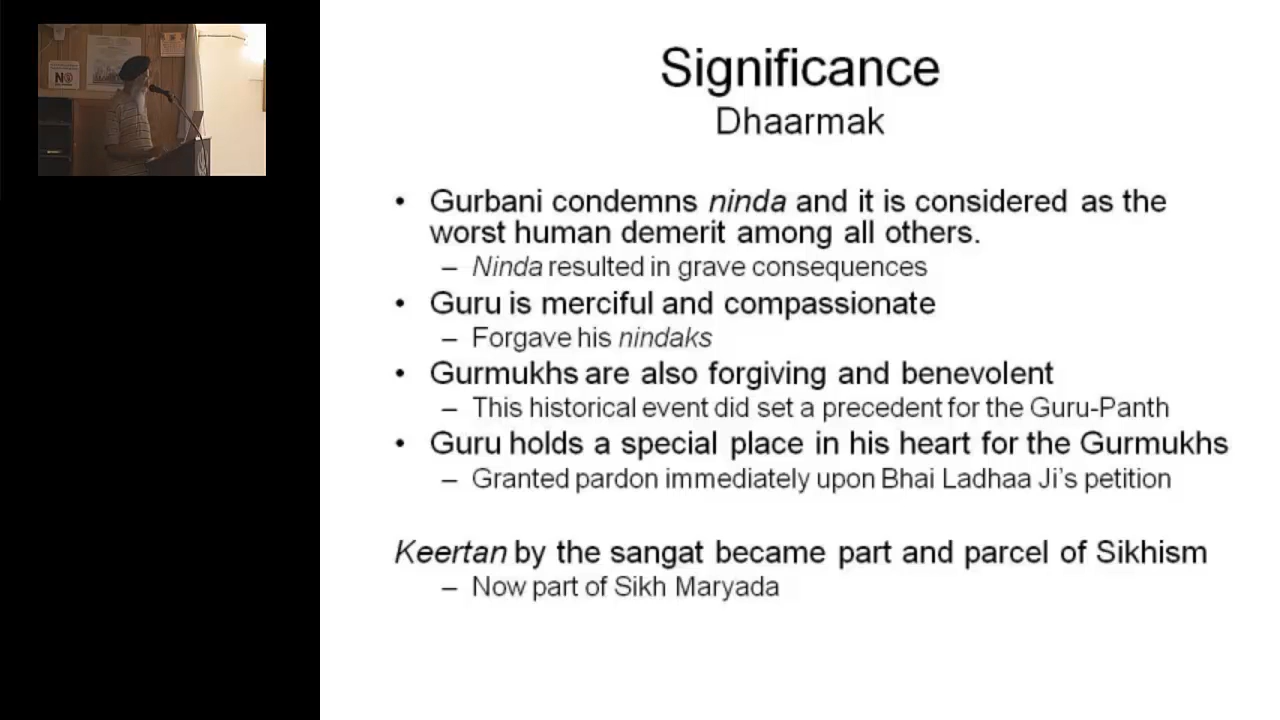 Significance
Dhaarmak
• Gurbani condemns ninda and it is considered as the
worst human demerit among all others.
– Ninda resulted in grave consequences
• Guru is merciful and compassionate
– Forgave his nindaks
• Gurmukhs are also forgiving and benevolent
– This historical event did set a precedent for the Guru-Panth
• Guru holds a special place in his heart for the Gurmukhs
– Granted pardon immediately upon Bhai Ladhaa Ji's petition
Keertan by the sangat became part and parcel of Sikhism
– Now part of Sikh Maryada
NO